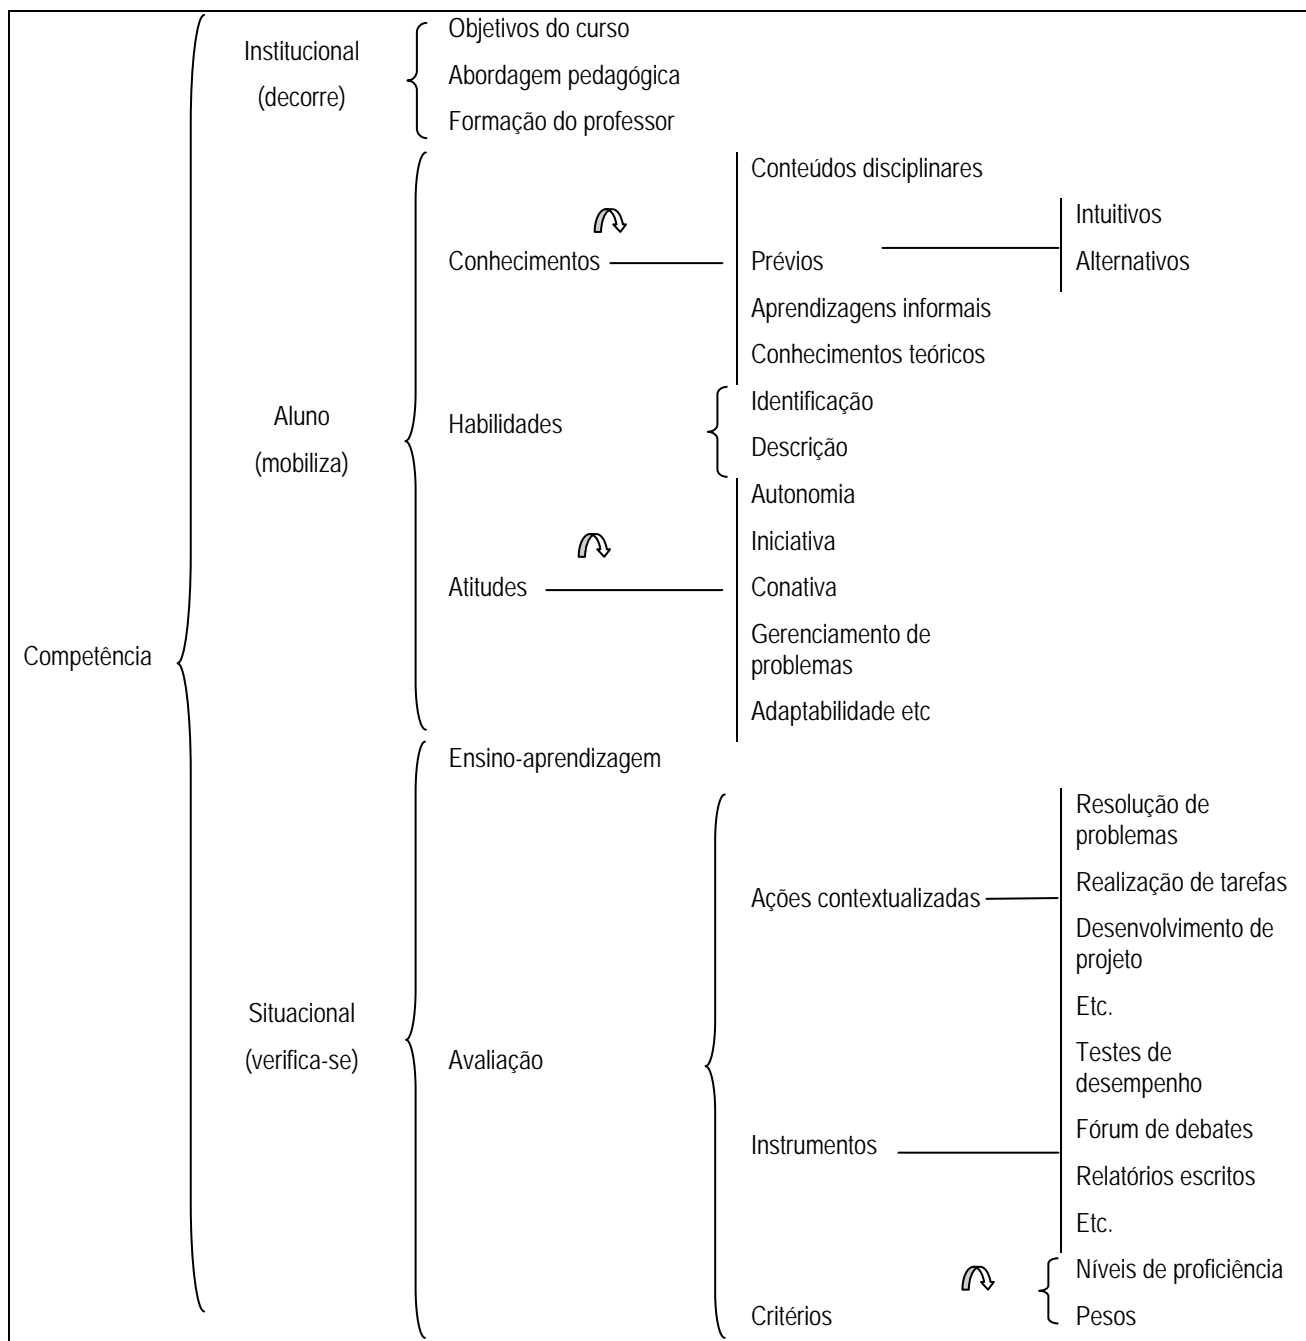 Objetivos do curso
Institucional
Abordagem pedagógica
(decorre)
Formação do professor
Conteúdos disciplinares
Intuitivos
Conhecimentos
Prévios
Alternativos
Aprendizagens informais
Conhecimentos teóricos
Identificação
Aluno
Habilidades
Descrição
(mobiliza)
Autonomia
Iniciativa
Atitudes
Conativa
Gerenciamento de
problemas
Competência
Adaptabilidade etc
Ensino-aprendizagem
Resolução de
problemas
Ações contextualizadas
Realização de tarefas
Desenvolvimento de
projeto
Etc.
Situacional
(verifica-se)
Avaliação
Testes de
desempenho
Fórum de debates
Instrumentos
Relatórios escritos
Etc.
Níveis de proficiência
Critérios
Pesos